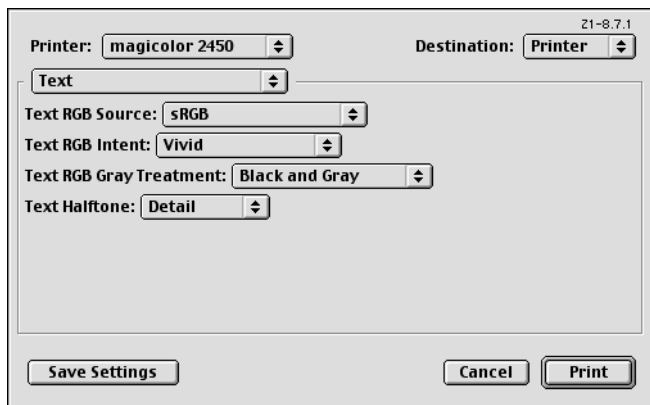 Z1-8.7.1
Printer: magicolor 2450 Destination: Printer
Text
Text RGB Source: sRGB
Text RGB Intent: Vivid
Text RGB Gray Treatment: Black and Gray
Text Halftone: Detail
Save Settings Cancel Print